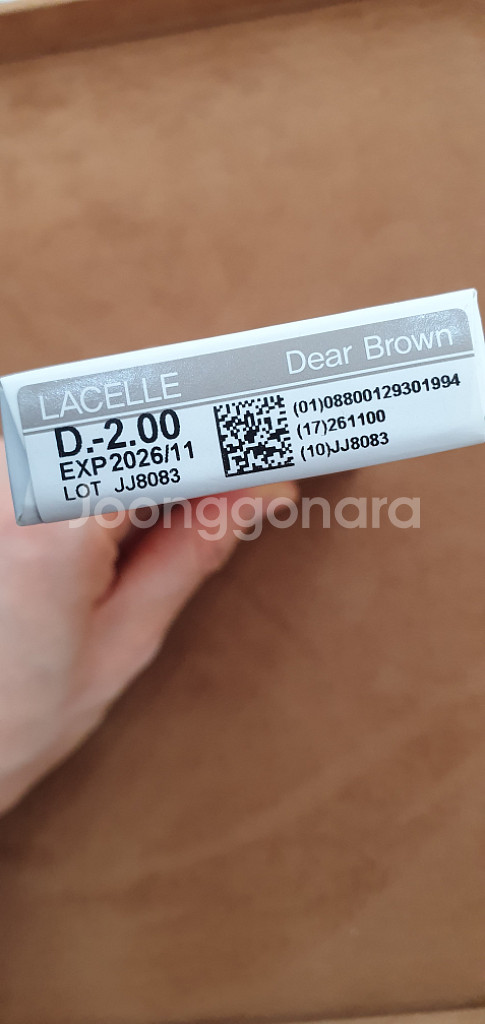 LACELLE Dear Brown
D.-2.00
EXP 2026/11
LOT JJ8083
(01)08800129301994
(17)261100
(10)JJ8083
Joonggonara